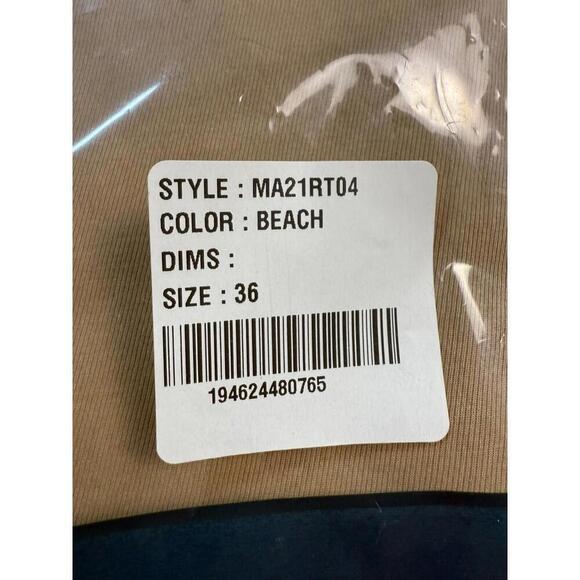 STYLE : MA21RT04
COLOR : BEACH
DIMS :
SIZE : 36
194624480765